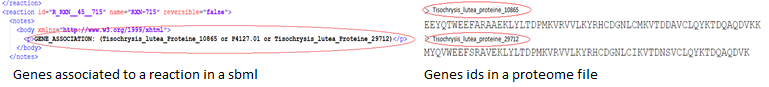 </reaction>
<reaction id="R_RXN__45__715" name="RXN-715" reversible="false">
<notes>
<body xmlns="http://www.w3.org/1999/xhtml">
<p>GENE_ASSOCIATION: (Tisochrysis_lutea_Proteine_10865 or P4127.01 or Tisochrysis_lutea_Proteine_29712)</p>
</body>
</notes>
Genes associated to a reaction in a sbml
> Tisochrysis_lutea_proteine_10865
EEYQTWEEFARAAEKLYLTDPMKVRVVLKYRHCDGNLCMKVTDDAVCLQYKTDQAQDVKK
> Tisochrysis_lutea_proteine_29712
MYQVWEEFSRAVEKLYLTDPMKVRVVLKYRHCDGNLCIKVTDNSVCLQYKTDQAQDVK
Genes ids in a proteome file